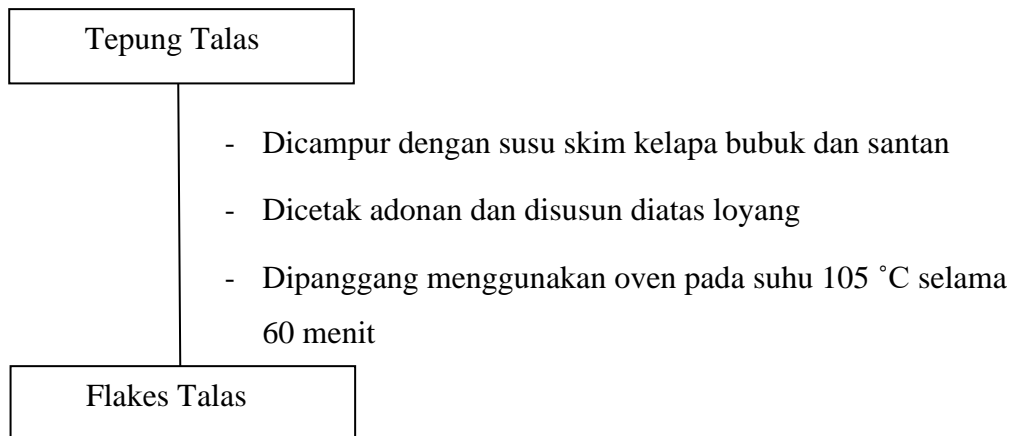 Tepung Talas
- Dicampur dengan susu skim kelapa bubuk dan santan
- Dicetak adonan dan disusun diatas loyang
- Dipanggang menggunakan oven pada suhu 105 ˚C selama
60 menit
Flakes Talas